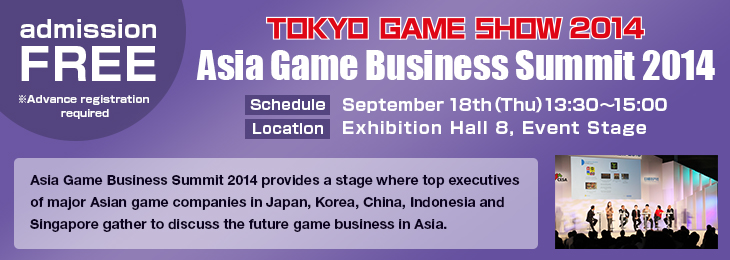 admission
FREE
※Advance registration
required
TOKYO GAME SHOW 2014
Asia Game Business Summit 2014
Schedule September 18th(Thu)13:30〜15:00
Location Exhibition Hall 8, Event Stage
Asia Game Business Summit 2014 provides a stage where top executives
of major Asian game companies in Japan, Korea, China, Indonesia and
Singapore gather to discuss the future game business in Asia.